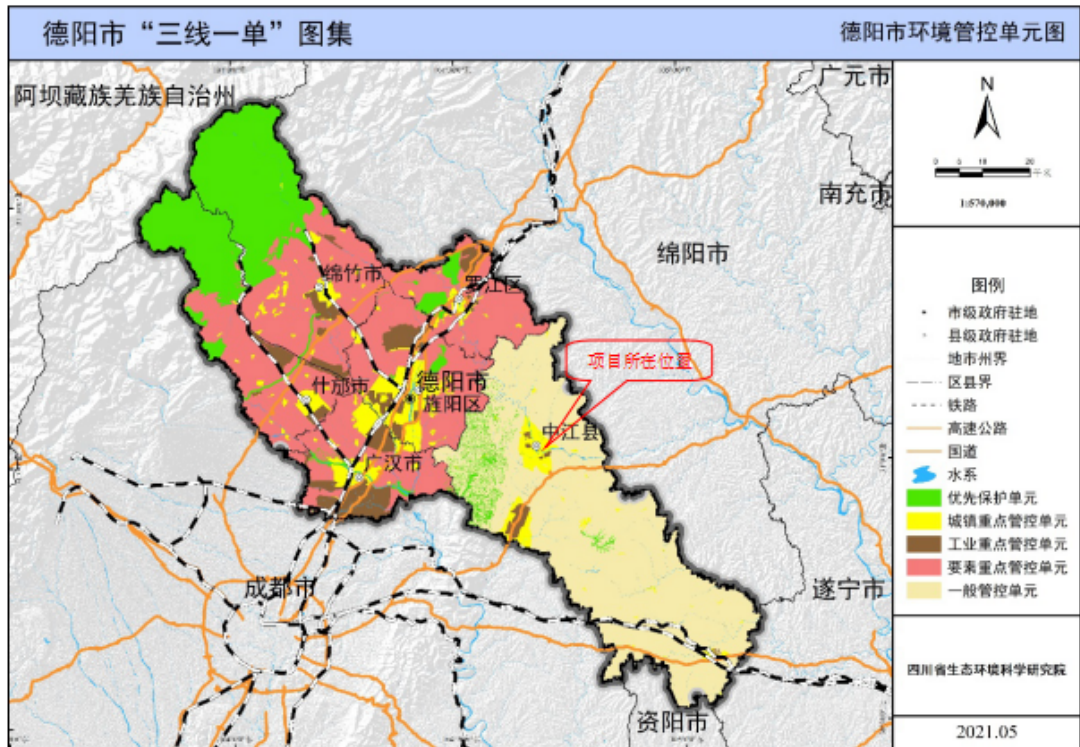 德阳市“三线一单”图集
德阳市环境管控单元图
阿坝藏族羌族自治州
广元市
南充市
绵阳市
绵竹市
罗江区
项目所在位置
什邡市
德阳市
旌阳区
中江县
广汉市
成都市
遂宁市
资阳市
N
0 5 10 20
千米
1:570,000
图例
市级政府驻地
县级政府驻地
地市州界
区县界
铁路
高速公路
国道
水系
优先保护单元
城镇重点管控单元
工业重点管控单元
要素重点管控单元
一般管控单元
四川省生态环境科学研究院
2021.05